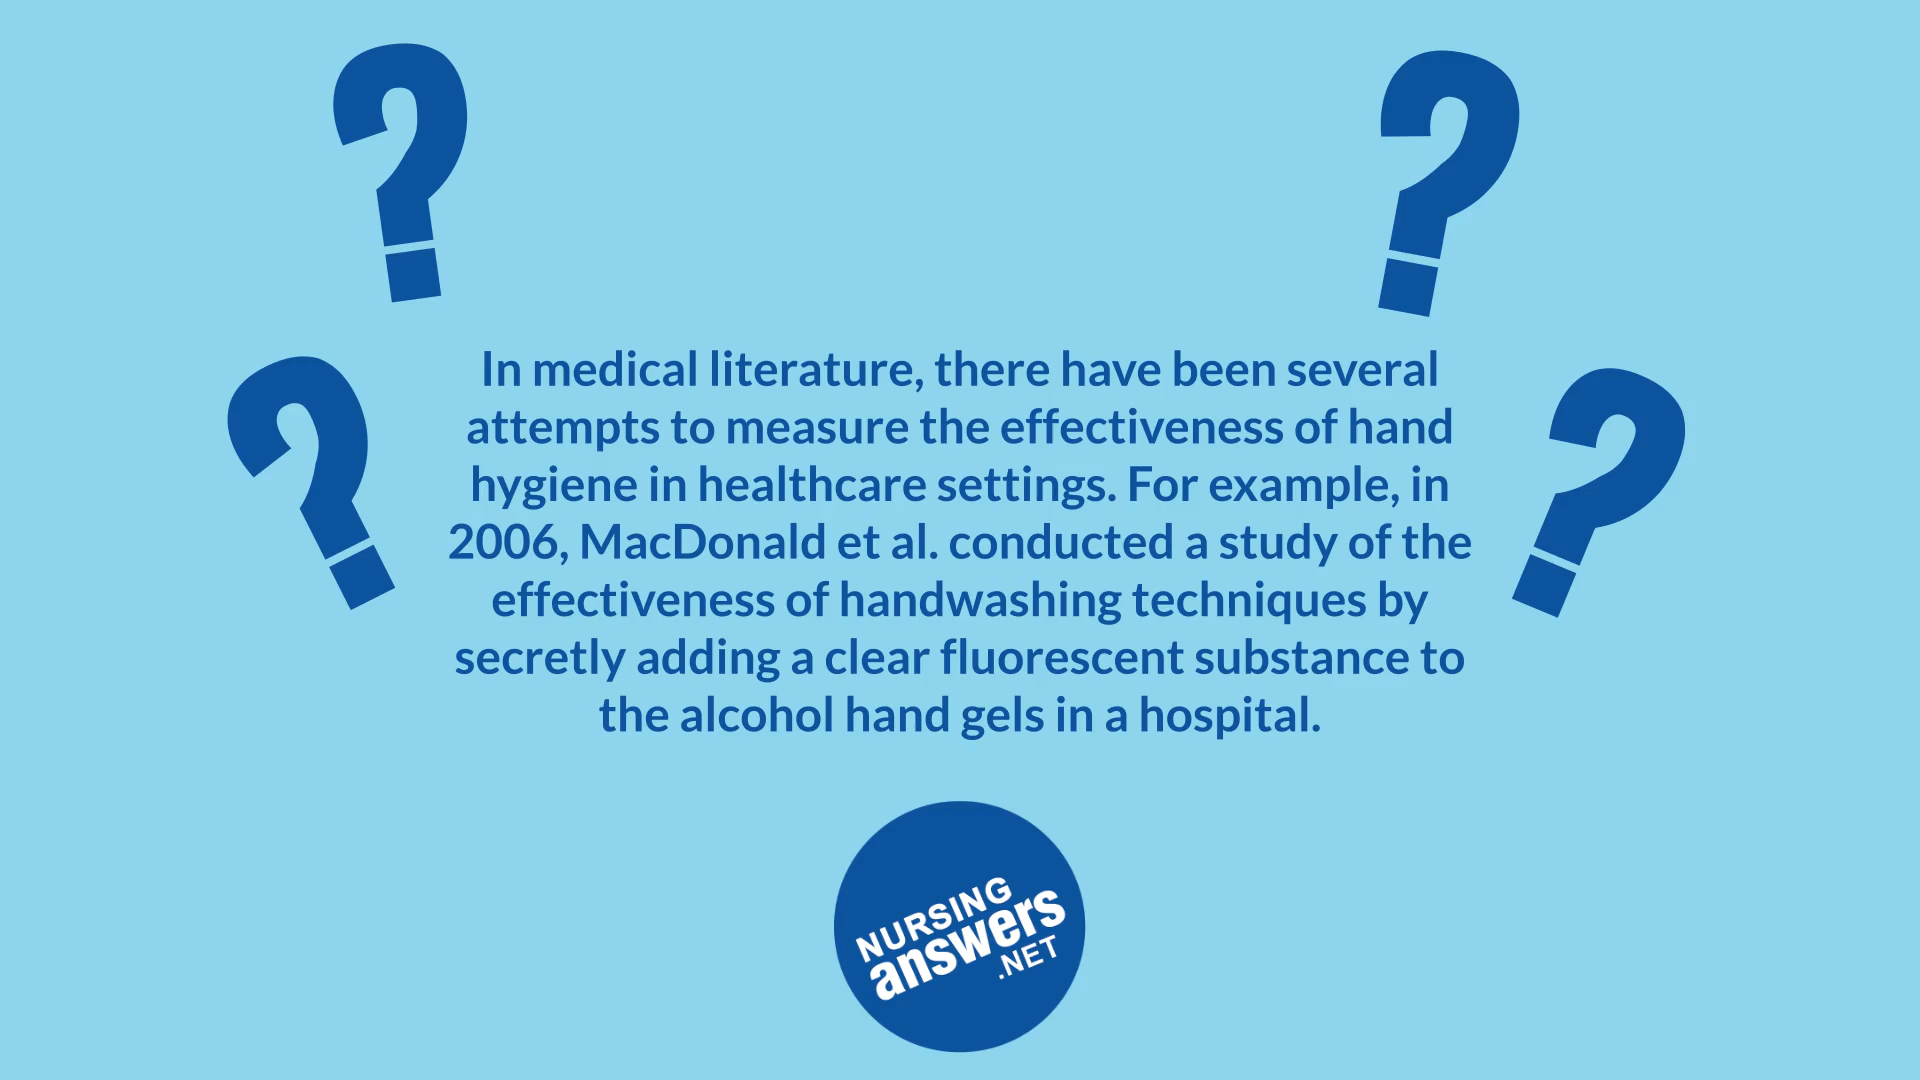 ?
?
?
?
In medical literature, there have been several
attempts to measure the effectiveness of hand
hygiene in healthcare settings. For example, in
2006, MacDonald et al. conducted a study of the
effectiveness of handwashing techniques by
secretly adding a clear fluorescent substance to
the alcohol hand gels in a hospital.
NURSING
answers
.NET